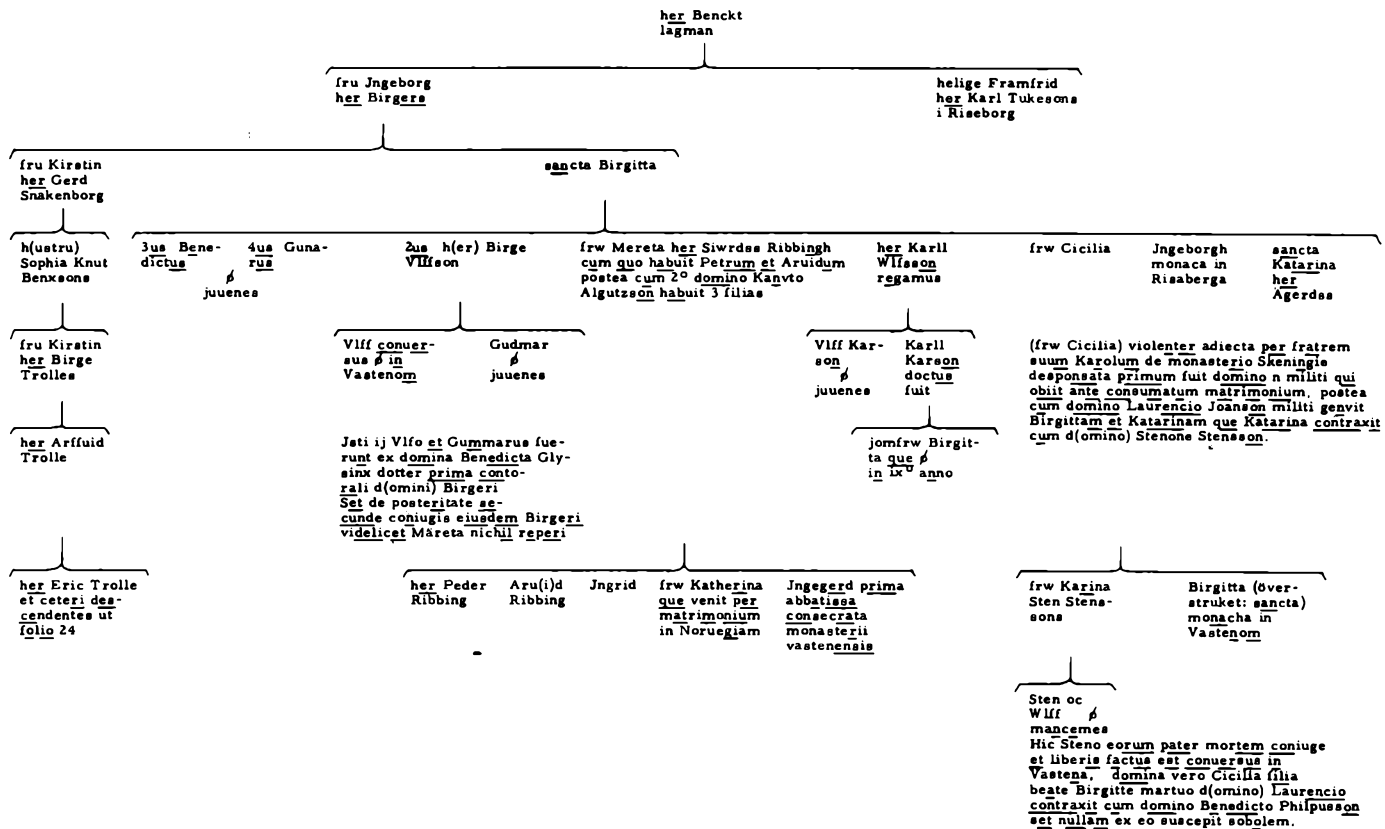 her Benckt
lagman
fru Jngeborg
her Birgers
helige Framfrid
her Karl Tukesons
i Riseborg
fru Kirstin
her Gerd
Snakenborg
sancta Birgitta
h(ustru)
Sophia Knut
Benxsons
3us Bene-
dictus
4us Guna-
rus
ø
juuenes
2us h(er) Birge
Vlfson
frw Mereta her Siwrdss Ribbingh
cum quo habuit Petrum et Aruidum
postea cum 2º domino Kanvto
Algutzson habuit 3 filias
her Karll
Wlfsson
regamus
frw Cicilia
Jngeborgh
monaca in
Risaberga
sancta
Katarina
her
Ägerdss
fru Kirstin
her Birge
Trolles
Vlff conuer-
sus ø in
Vastenom
Gudmar
ø
juuenes
Vlff Kar-
son
ø
juuenes
Karll
Karson
doctus
fuit
(frw Cicilia) violenter adiecta per fratrem
suum Karolum de monasterio Skeningie
desponsata primum fuit domino n militi qui
obiit ante consumatum matrimonium, postea
cum domino Laurencio Joanson militi genvit
Birgittam et Katarinam que Katarina contraxit
cum d(omino) Stenone Stensson.
her Arffuid
Trolle
Jsti ij Vlfo et Gummarus fue-
runt ex domina Benedicta Gly-
sinx dotter prima conto-
rali d(omini) Birgeri
Set de posteritate se-
cunde coniugis eiusdem Birgeri
videlicet Märeta nichil reperi
jomfrw Birgit-
ta que ø
in ixº anno
her Eric Trolle
et ceteri des-
cendentes ut
folio 24
her Peder
Ribbing
Aru(i)d
Ribbing
Jngrid
frw Katherina
que venit per
matrimonium
in Noruegiam
Jngegerd prima
abbatissa
consecrata
monasterii
vastenensis
frw Karina
Sten Stens-
sons
Birgitta (över-
struket: sancta)
monacha in
Vastenom
Sten oc
Wlff ø
mancemes
Hic Steno eorum pater mortem coniuge
et liberis factus est conuersus in
Vastena, domina vero Cicilia filia
beate Birgitte martuo d(omino) Laurencio
contraxit cum domino Benedicto Philpusson
set nullam ex eo suscepit sobolem.